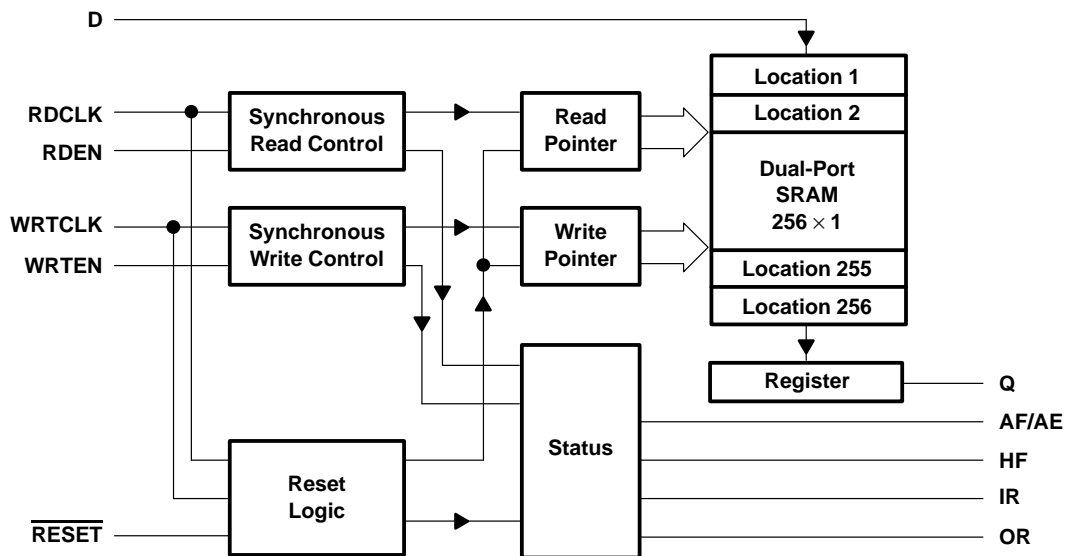 D
Location 1
Location 2
Dual-Port
SRAM
256 × 1
Location 255
Location 256
RDCLK
RDEN
Synchronous
Read Control
Read
Pointer
WRTCLK
WRTEN
Synchronous
Write Control
Write
Pointer
Register
Q
AF/AE
HF
IR
OR
Status
Reset
Logic
RESET